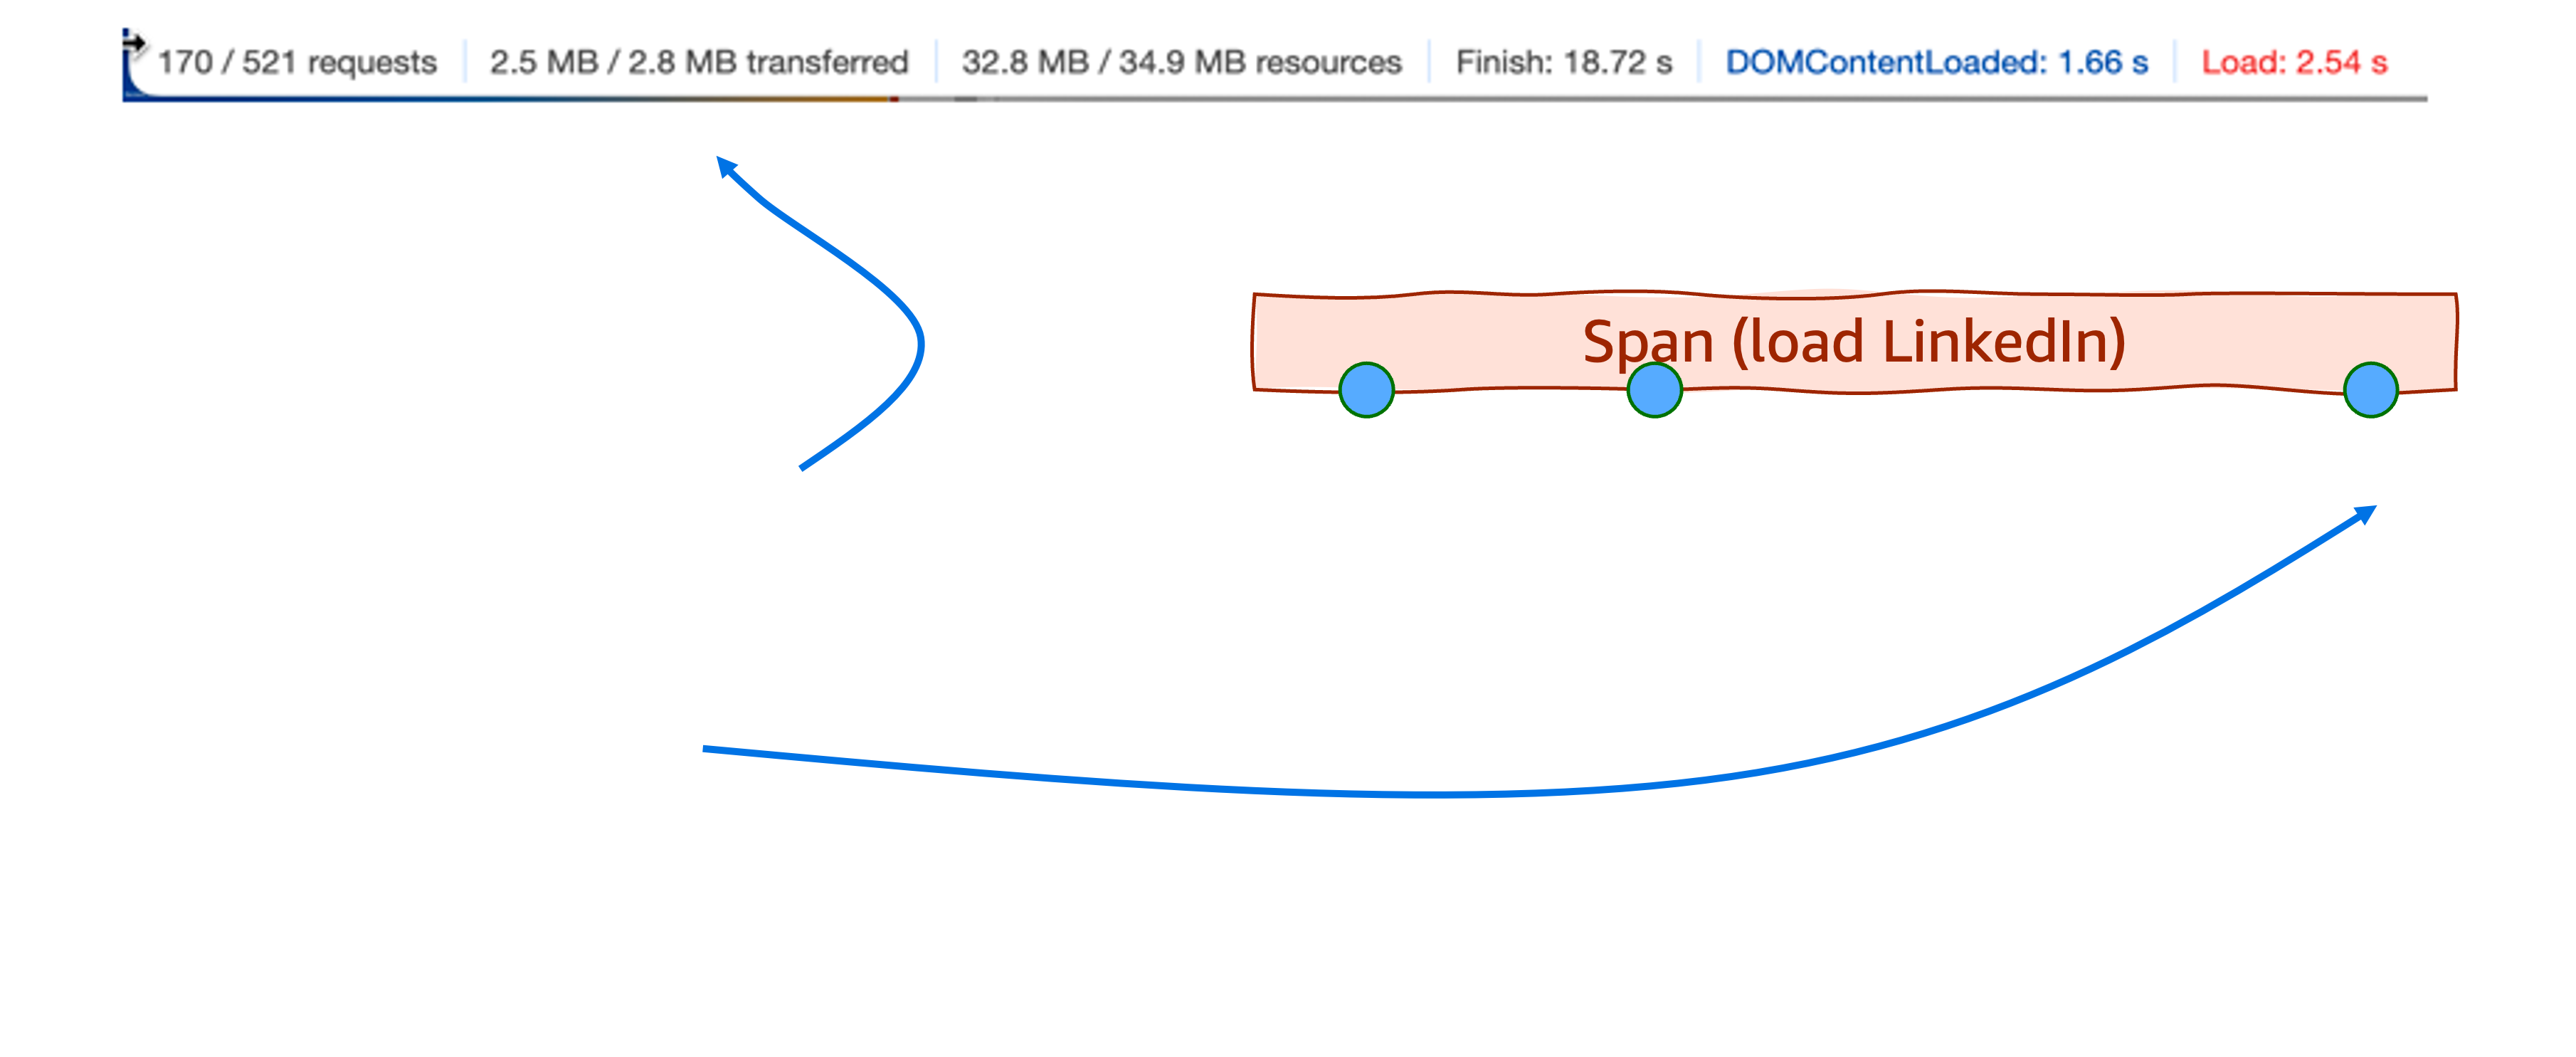 170 / 521 requests 2.5 MB / 2.8 MB transferred 32.8 MB / 34.9 MB resources Finish: 18.72 s DOMContentLoaded: 1.66 s Load: 2.54 s
Span (load LinkedIn)